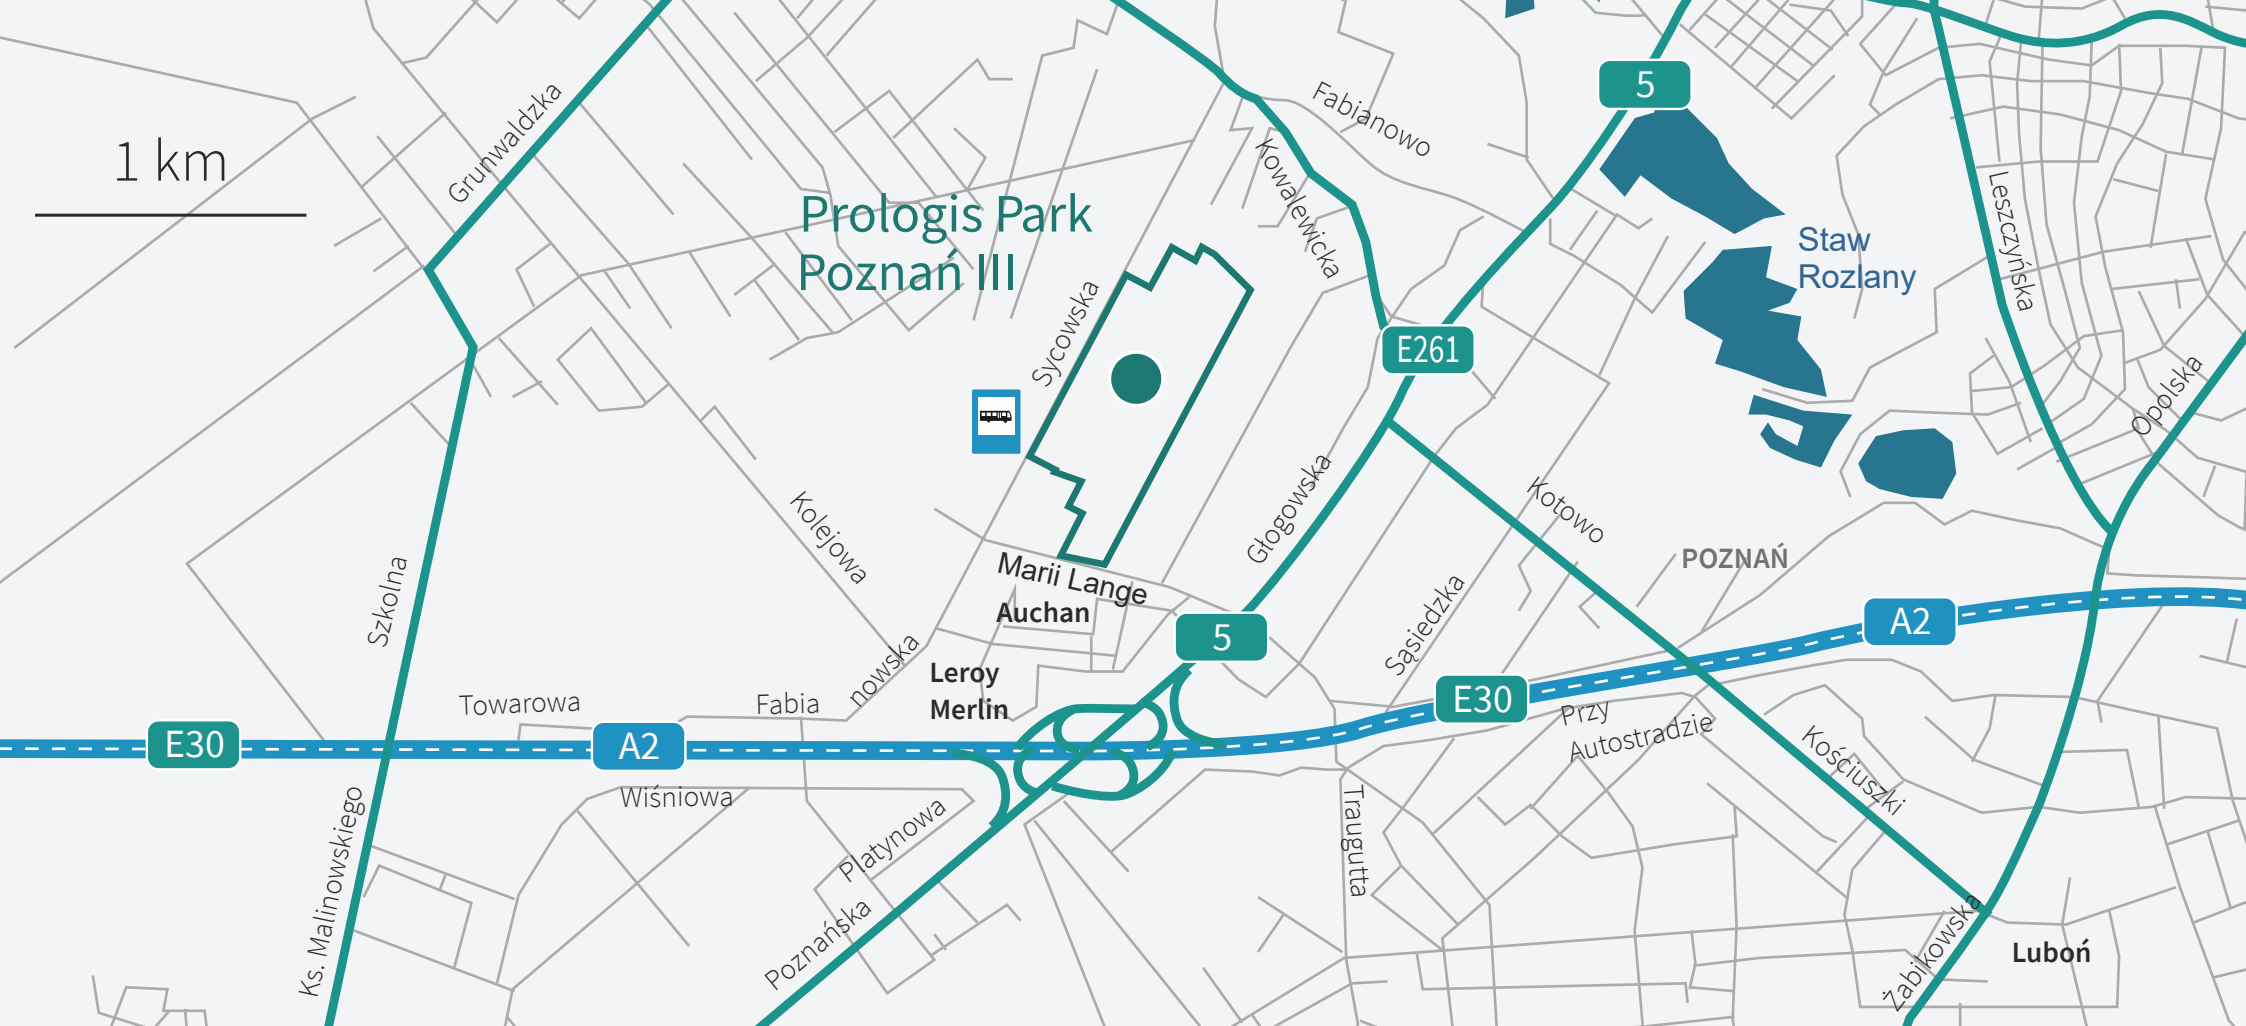 5
Fabianowo
Grunwaldzka
1 km
Kowalewicka
Leszczyńska
Prologis Park
Poznań III
Staw
Rozlany
Sycowska
E261
Opolska
Głogowska
Kotowo
Kolejowa
POZNAŃ
Szkolna
Marii Lange
Auchan
Sąsiedzka
5
A2
nowska
Leroy
Merlin
Towarowa
Fabia
E30
Przy
Autostradzie
E30
A2
Kościuszki
Wiśniowa
Traugutta
Platynowa
Ks. Malinowskiego
Poznańska
Żabikowska
Luboń